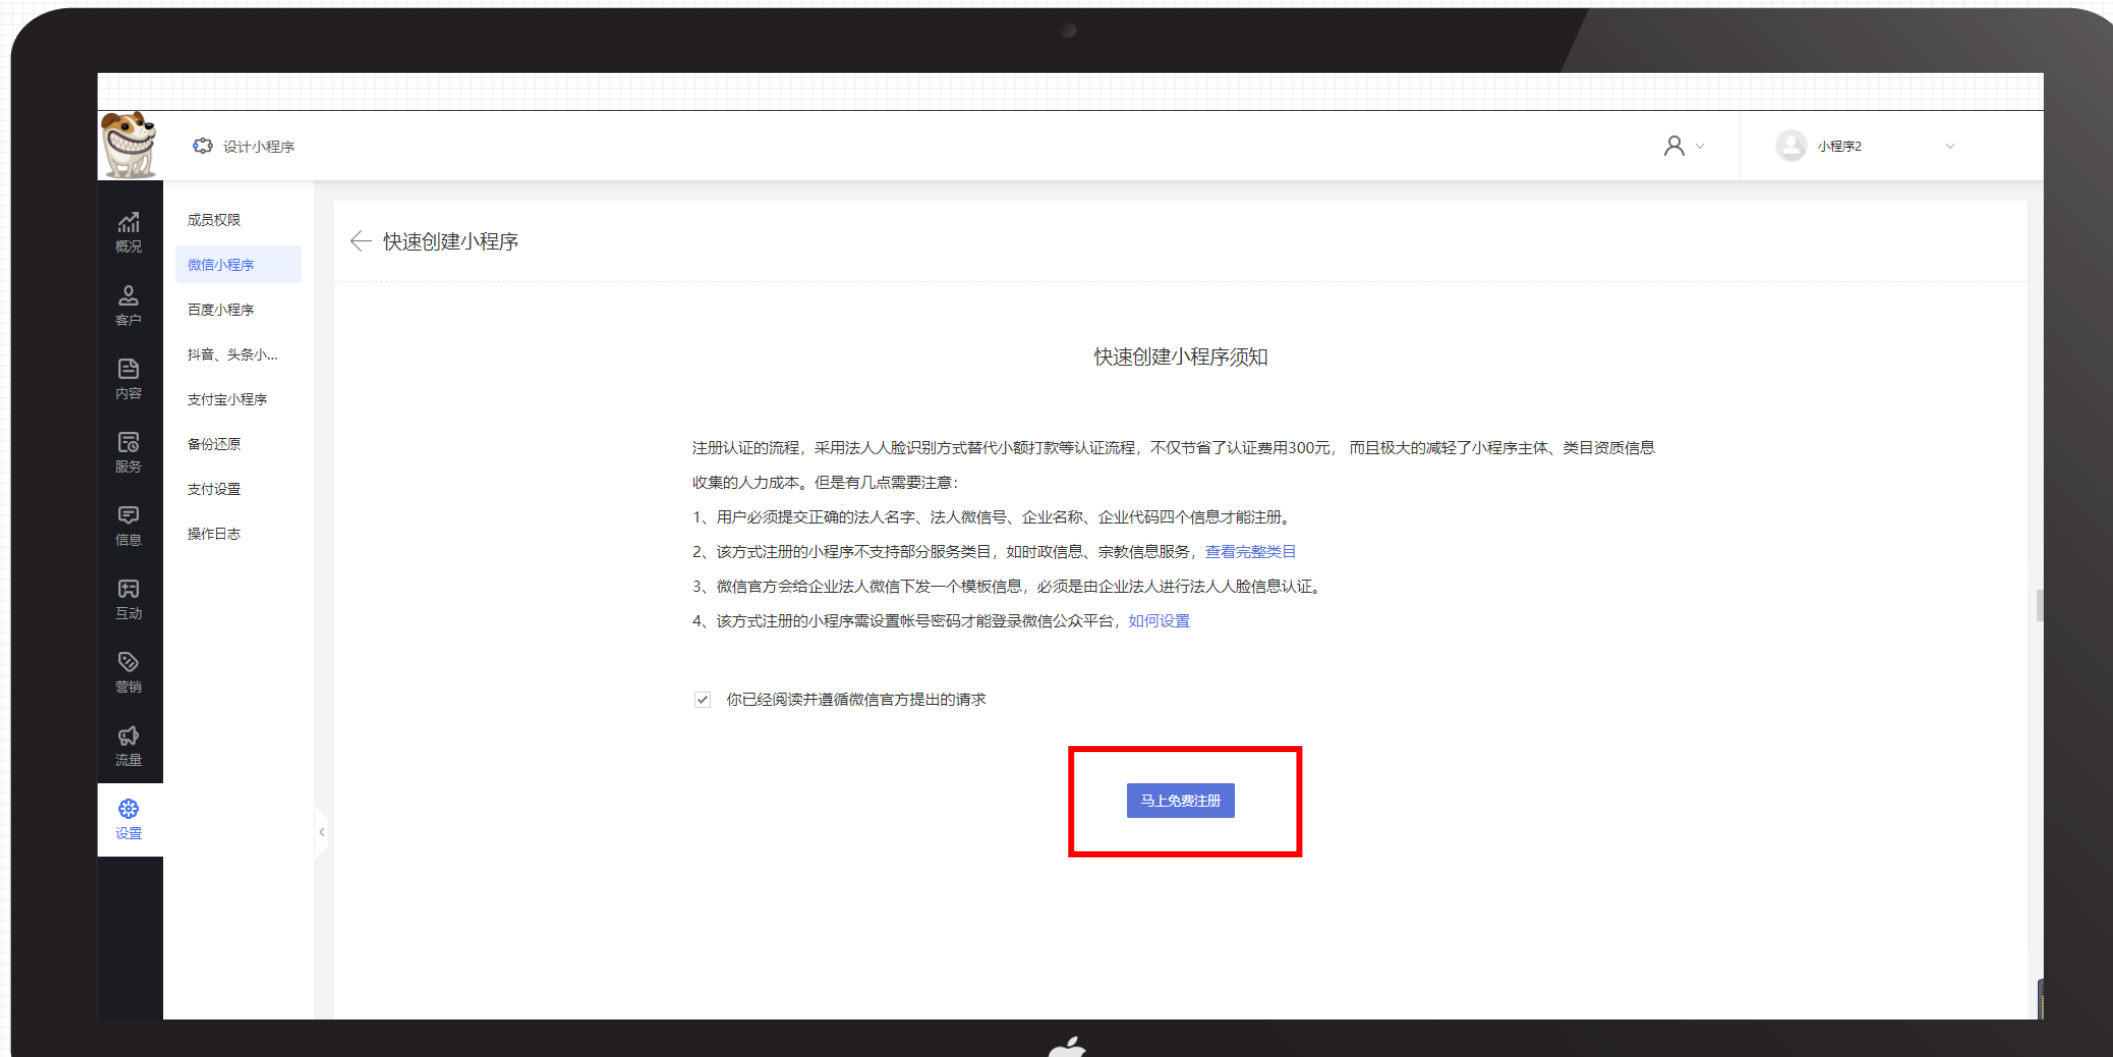 设计小程序
小程序2
概况
客户
内容
服务
信息
互动
营销
流量
设置
成员权限
微信小程序
百度小程序
抖音、头条小...
支付宝小程序
备份还原
支付设置
操作日志
快速创建小程序
快速创建小程序须知
注册认证的流程，采用法人人脸识别方式替代小额打款等认证流程，不仅节省了认证费用300元， 而且极大的减轻了小程序主体、类目资质信息
收集的人力成本。但是有几点需要注意：
1、用户必须提交正确的法人名字、法人微信号、企业名称、企业代码四个信息才能注册。
2、该方式注册的小程序不支持部分服务类目，如时政信息、宗教信息服务，查看完整类目
3、微信官方会给企业法人微信下发一个模板信息，必须是由企业法人进行法人人脸信息认证。
4、该方式注册的小程序需设置帐号密码才能登录微信公众平台，如何设置
你已经阅读并遵循微信官方提出的请求
马上免费注册